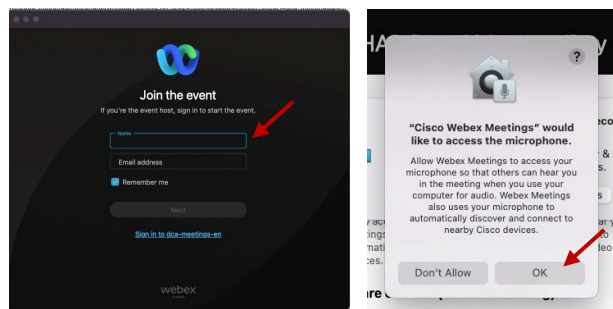 Join the event
If you're the event host, sign in to start the event.
Name
Email address
Remember me
Next
Sign in to dca-meetings-en
webex
?
"Cisco Webex Meetings" would
like to access the microphone.
Allow Webex Meetings to access your
microphone so that others can hear you
in the meeting when you use your
computer for audio. Webex Meetings
also uses your microphone to
automatically discover and connect to
nearby Cisco devices.
Don't Allow
OK